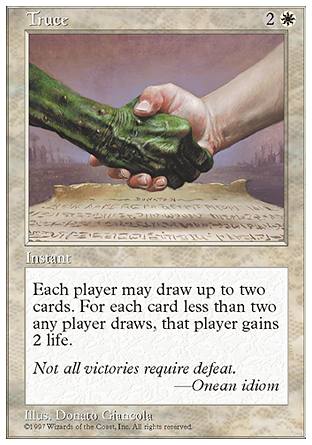 Truce 2
DONATON
Instant
Each player may draw up to two
cards. For each card less than two
any player draws, that player gains
2 life.
Not all victories require defeat.
—Onean idiom
Illus. Donato Giancola
©1997 Wizards of the Coast, Inc. All rights reserved.